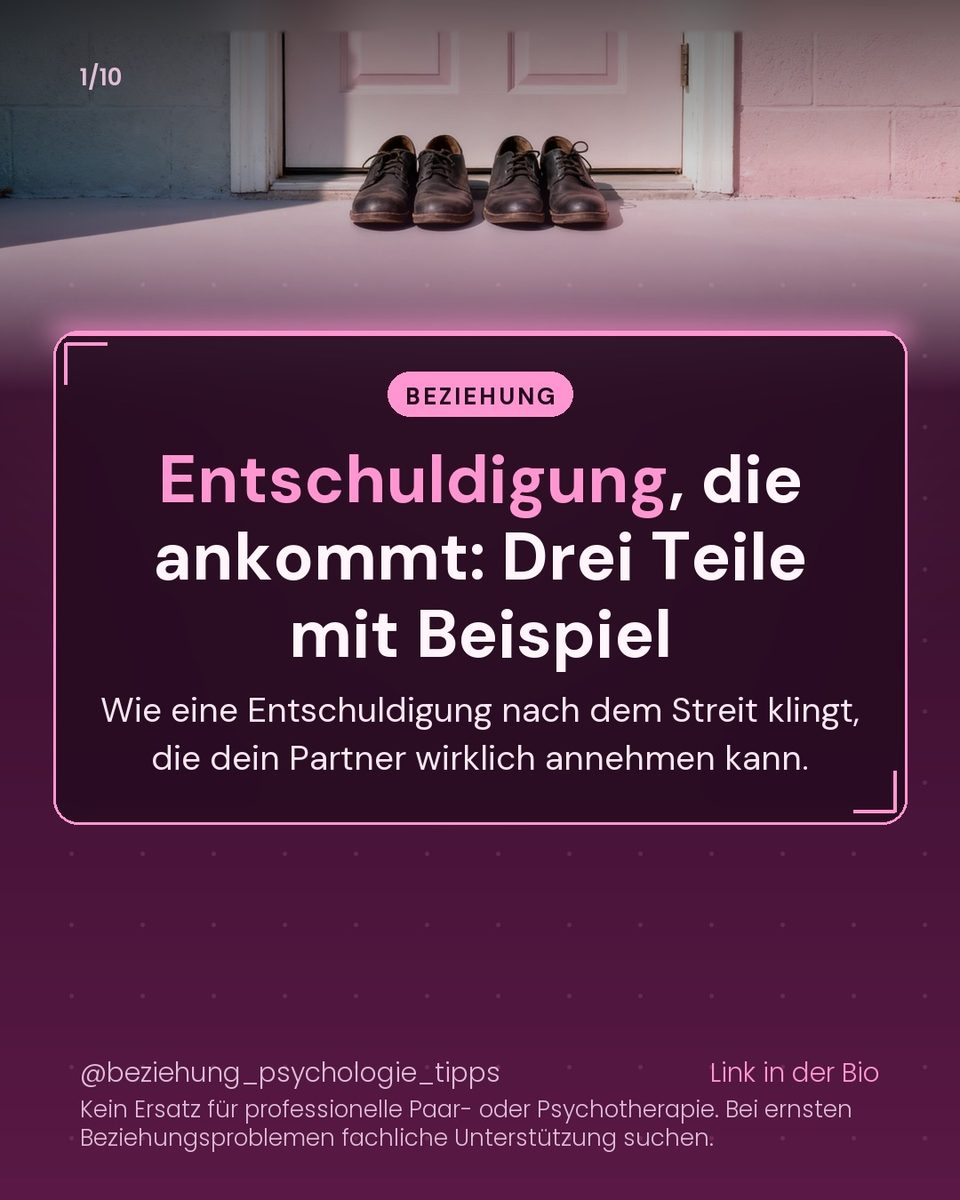 1/10
BEZIEHUNG
Entschuldigung, die
ankommt: Drei Teile
mit Beispiel
Wie eine Entschuldigung nach dem Streit klingt,
die dein Partner wirklich annehmen kann.
@beziehung_psychologie_tipps
Link in der Bio
Kein Ersatz für professionelle Paar- oder Psychotherapie. Bei ernsten
Beziehungsproblemen fachliche Unterstützung suchen.